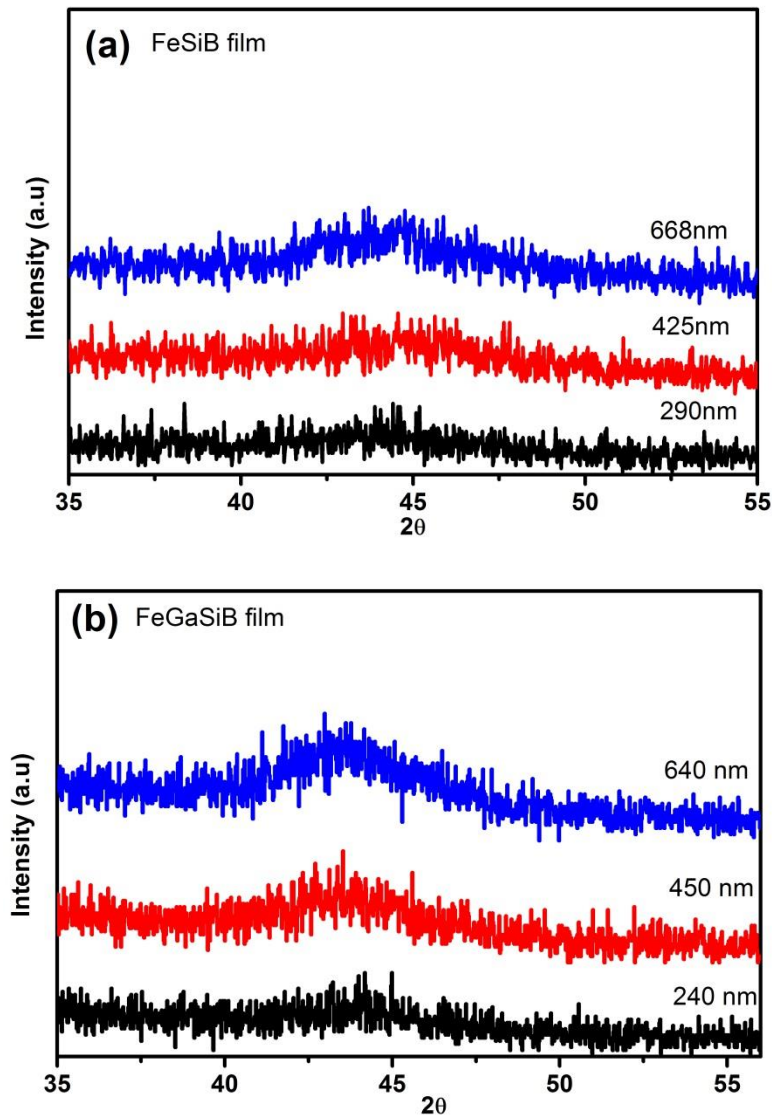 (a) FeSiB film
Intensity (a.u)
668nm
425nm
290nm
35 40 45 50 55
2θ
(b) FeGaSiB film
Intensity (a.u)
640 nm
450 nm
240 nm
35 40 45 50 55
2θ